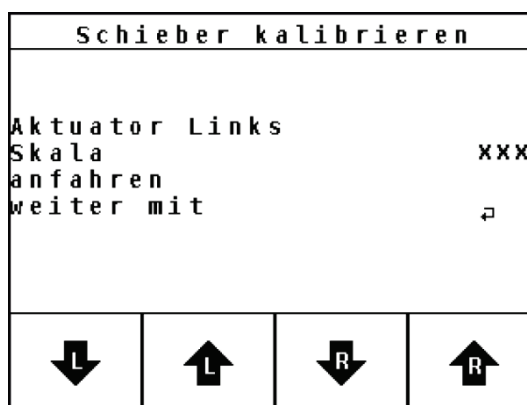 Schieber kalibrieren
Aktuator Links
Skala xxx
anfahren
weiter mit ↵
L L R R